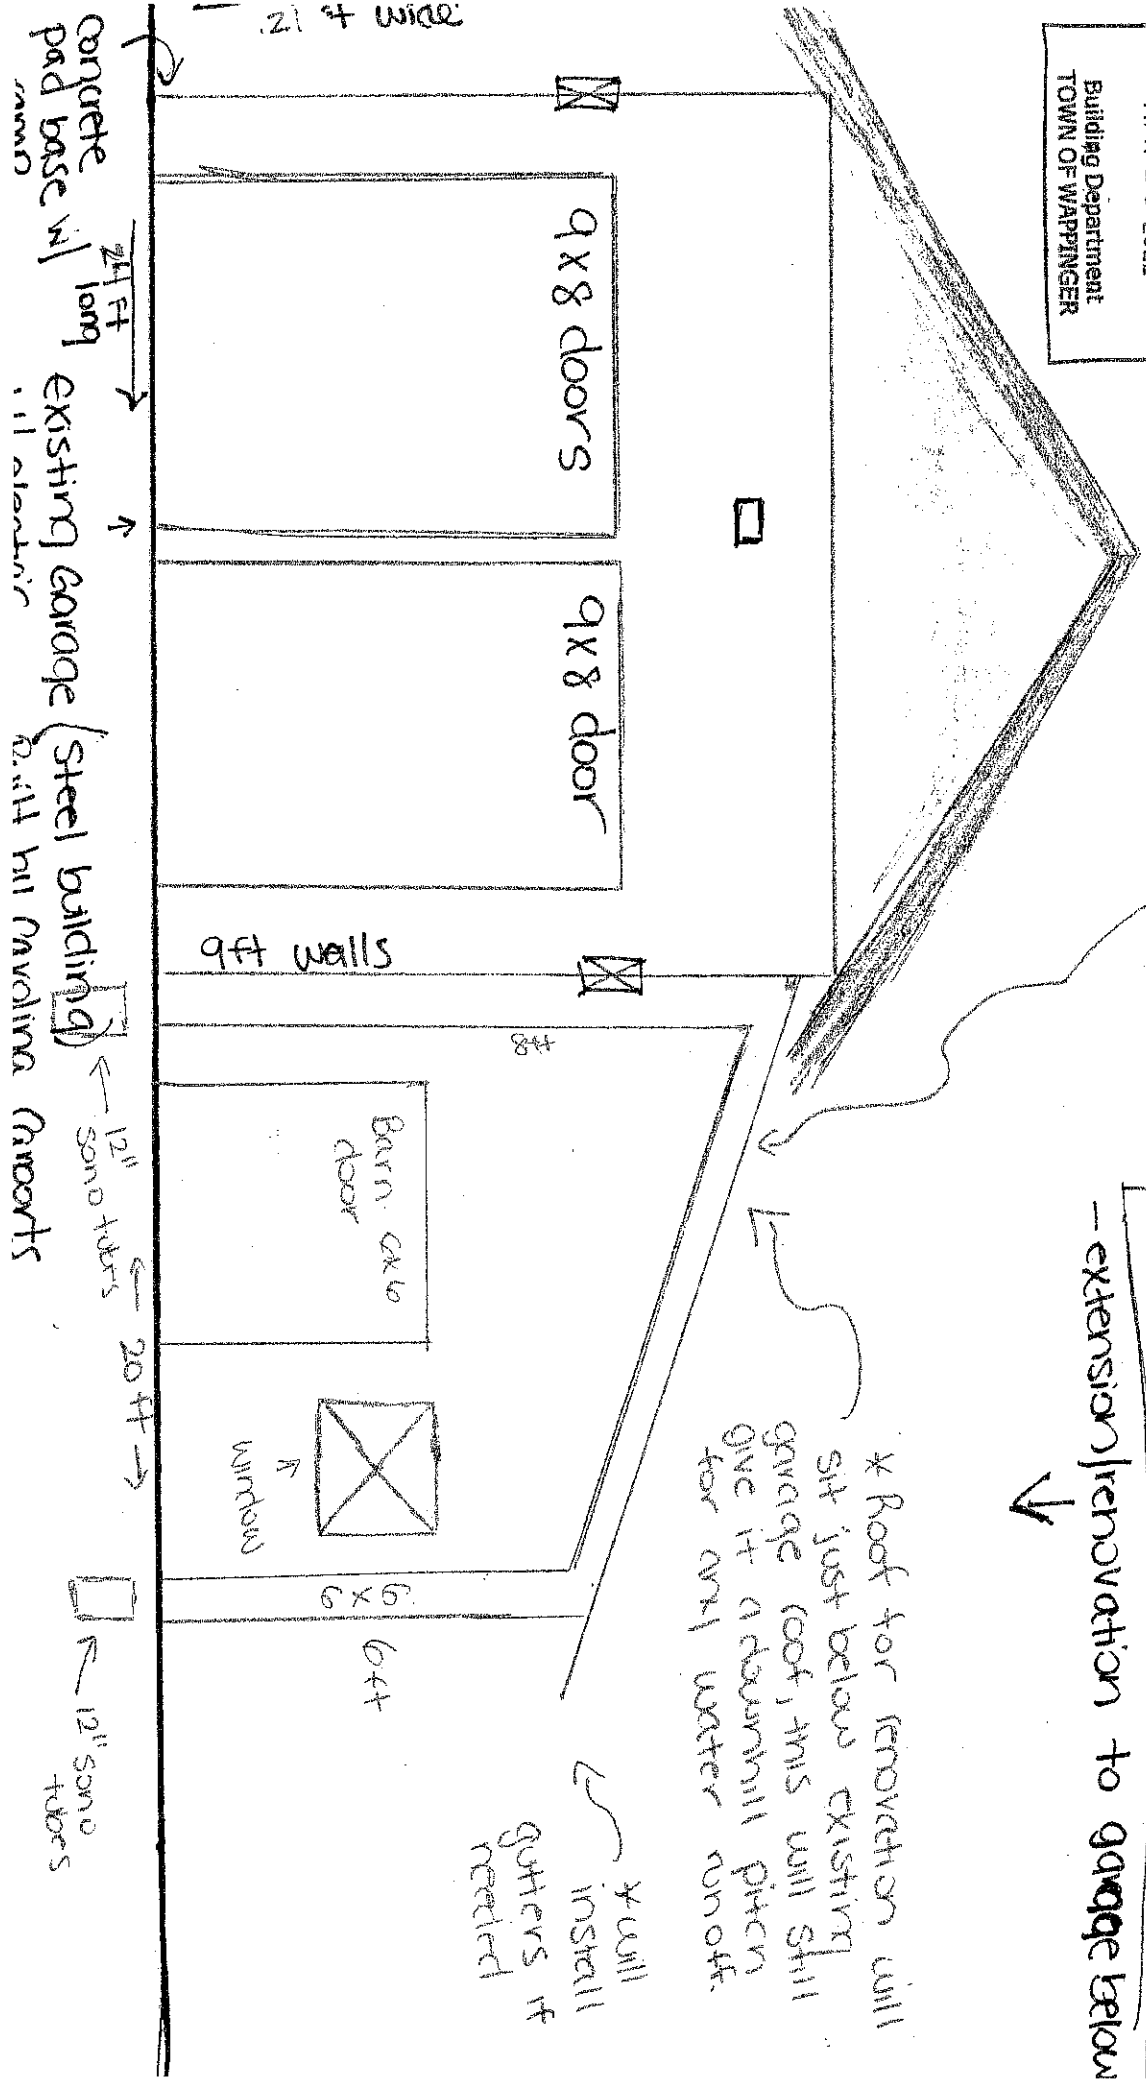 Building Department
TOWN OF WAPPINGER
-extension/renovation to garage below
* Roof for renovation will
sit just below existing
garage roof, this will still
give it a downhill pitch
for any water run off.
* will
install
gutters if
needed
9x8 doors
9x8 door
9ft walls
8ft
Barn 6x6
door
window
6x6
6ft
21 ft wide
24 Ft
long
concrete
pad base w/
existing Garage (Steel building)
Carolina Carports
12"
sono tubes
20 ft
12" sono
tubes